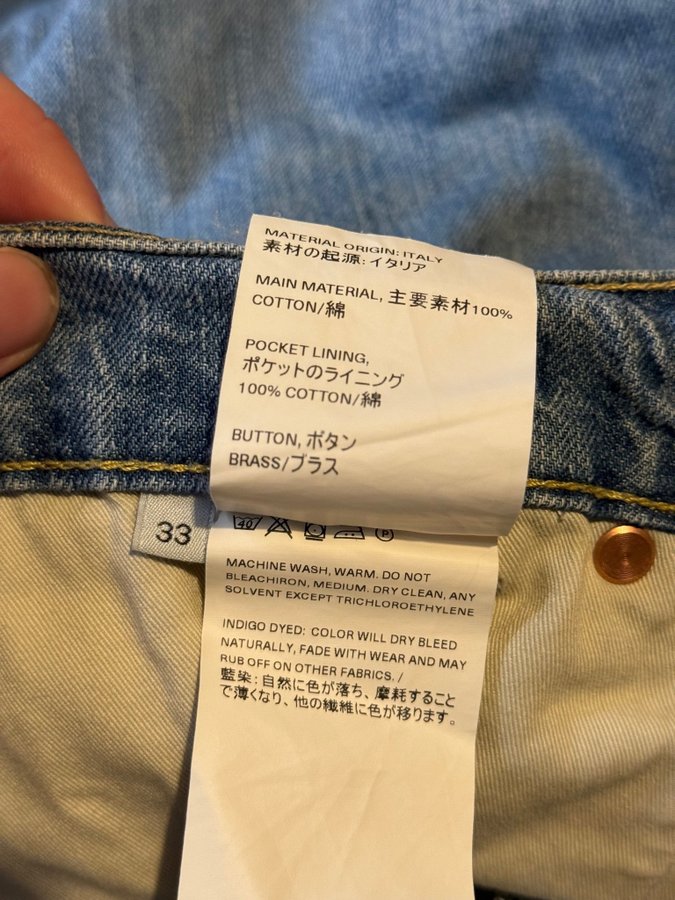 MATERIAL ORIGIN: ITALY
素材の起源: イタリア
MAIN MATERIAL, 主要素材100%
COTTON/綿
POCKET LINING,
ポケットのライニング
100% COTTON/綿
BUTTON, ボタン
BRASS/ブラス
33
40
P
MACHINE WASH, WARM. DO NOT
BLEACHIRON, MEDIUM. DRY CLEAN, ANY
SOLVENT EXCEPT TRICHLOROETHYLENE
INDIGO DYED: COLOR WILL DRY BLEED
NATURALLY, FADE WITH WEAR AND MAY
RUB OFF ON OTHER FABRICS. /
藍染: 自然に色が落ち、摩耗すること
で薄くなり、他の繊維に色が移ります。